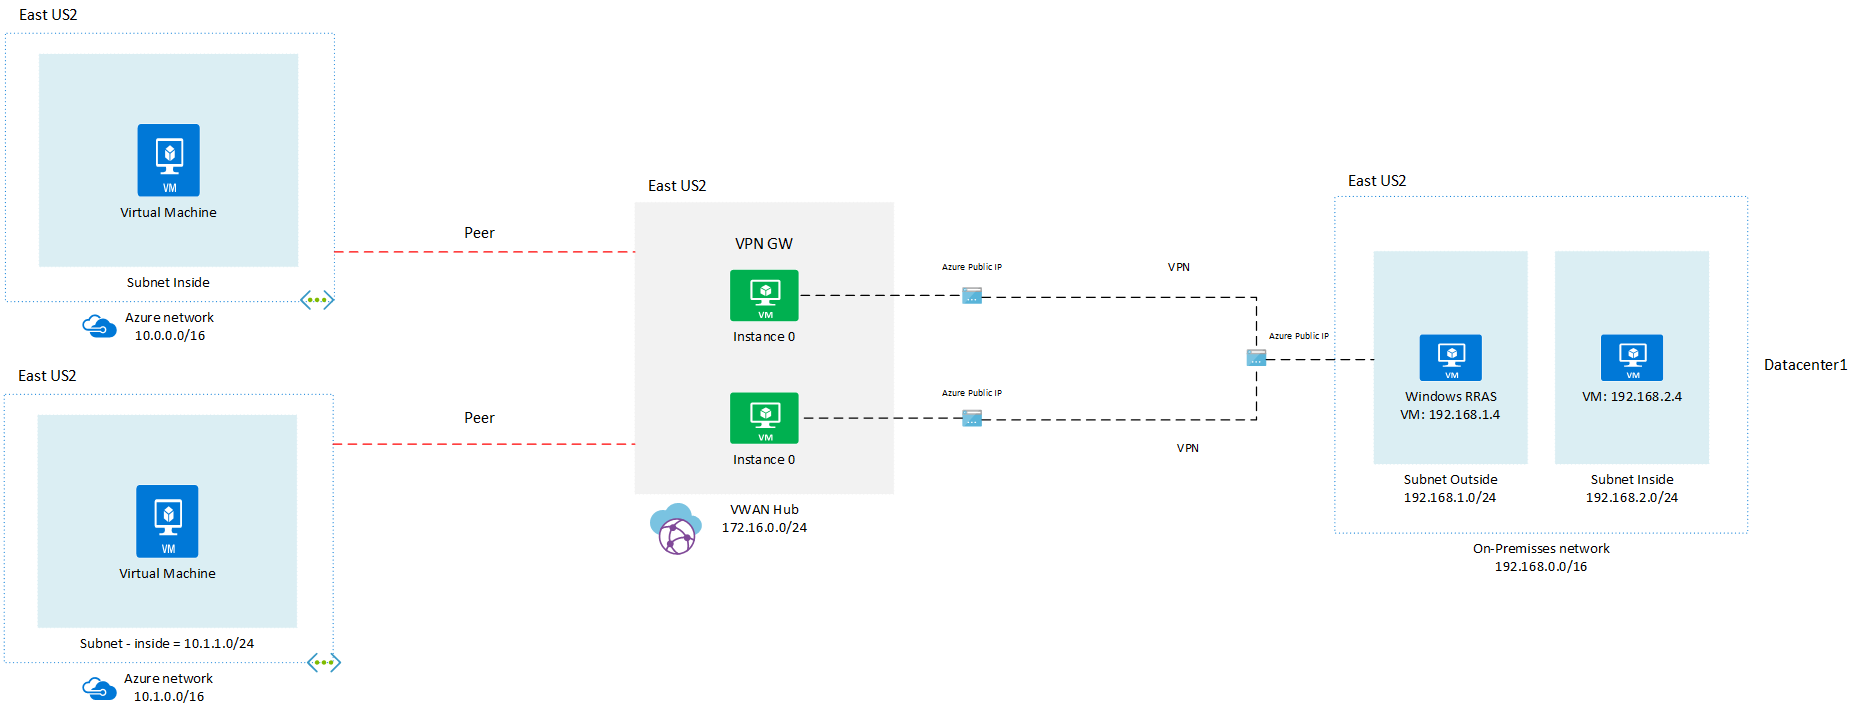 East US2
VM
Virtual Machine
Subnet Inside
Azure network
10.0.0.0/16
East US2
VM
Virtual Machine
Subnet - inside = 10.1.1.0/24
Azure network
10.1.0.0/16
Peer
Peer
East US2
VPN GW
VM
Instance 0
VM
Instance 0
VWAN Hub
172.16.0.0/24
Azure Public IP
VPN
Azure Public IP
Azure Public IP
VPN
East US2
VM
Windows RRAS
VM: 192.168.1.4
Subnet Outside
192.168.1.0/24
VM
VM: 192.168.2.4
Subnet Inside
192.168.2.0/24
On-Premisses network
192.168.0.0/16
Datacenter1